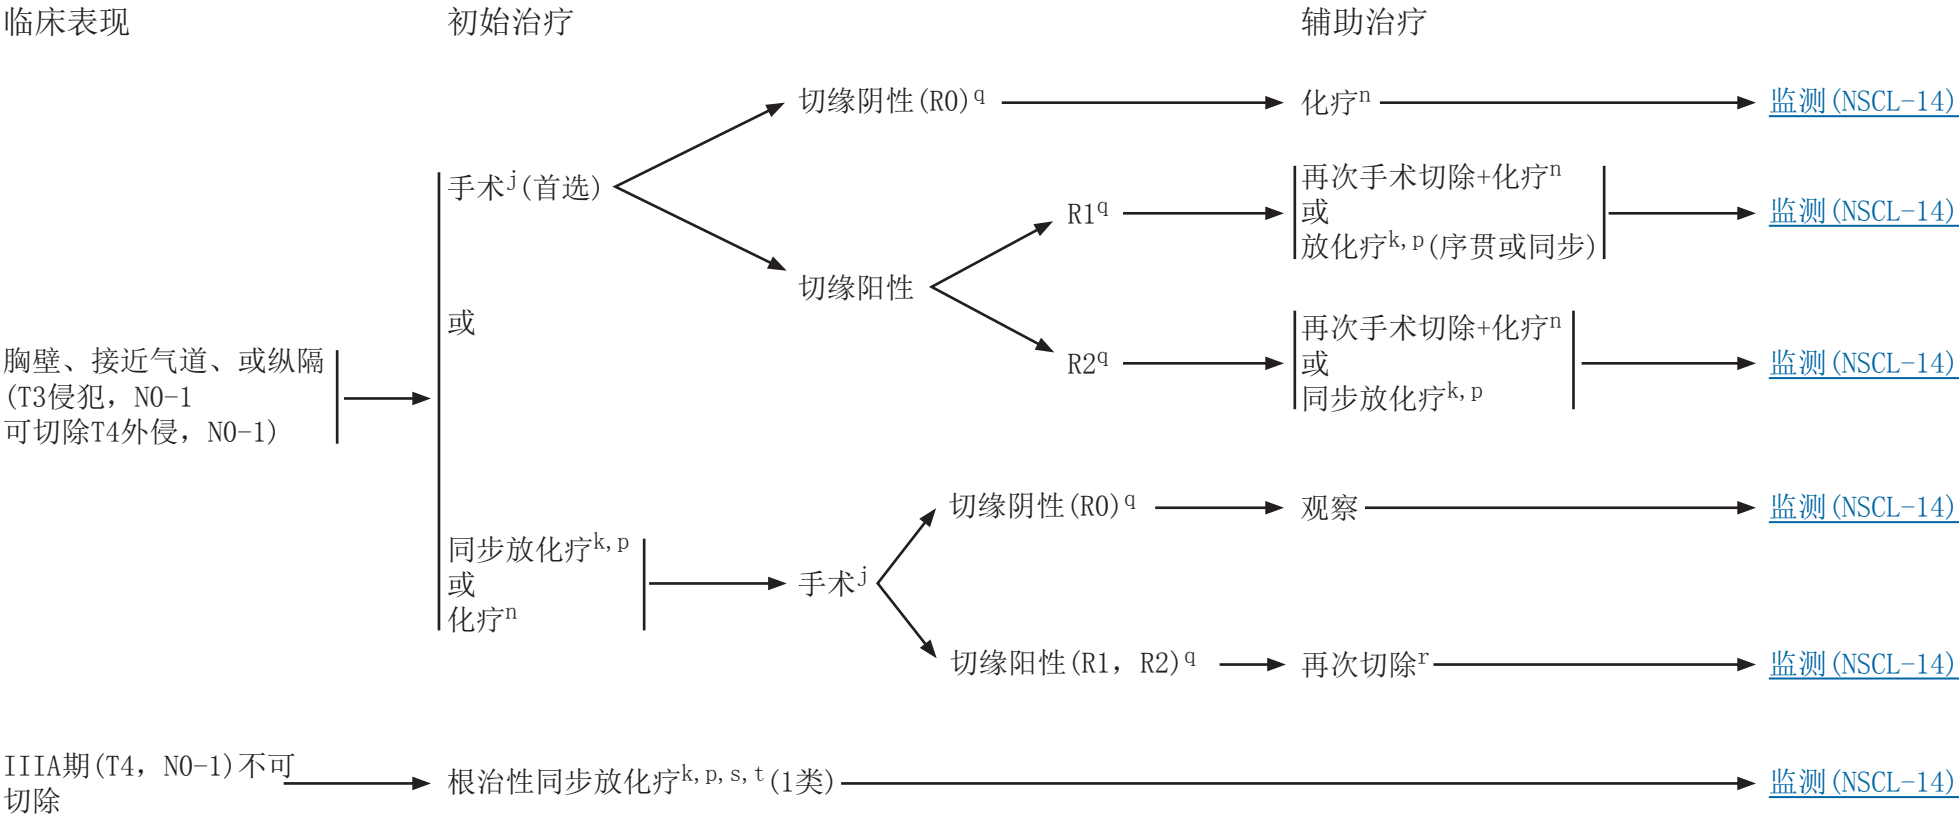 临床表现
初始治疗
辅助治疗
切缘阴性(R0)q
化疗n
监测(NSCL-14)
手术j(首选)
R1q
再次手术切除+化疗n
或
放化疗k,p(序贯或同步)
监测(NSCL-14)
切缘阳性
R2q
再次手术切除+化疗n
或
同步放化疗k,p
监测(NSCL-14)
或
胸壁、接近气道、或纵隔
(T3侵犯，N0-1
可切除T4外侵，N0-1)
同步放化疗k,p
或
化疗n
手术j
切缘阴性(R0)q
观察
监测(NSCL-14)
切缘阳性(R1，R2)q
再次切除r
监测(NSCL-14)
IIIA期(T4，N0-1)不可
切除
根治性同步放化疗k,p,s,t(1类)
监测(NSCL-14)